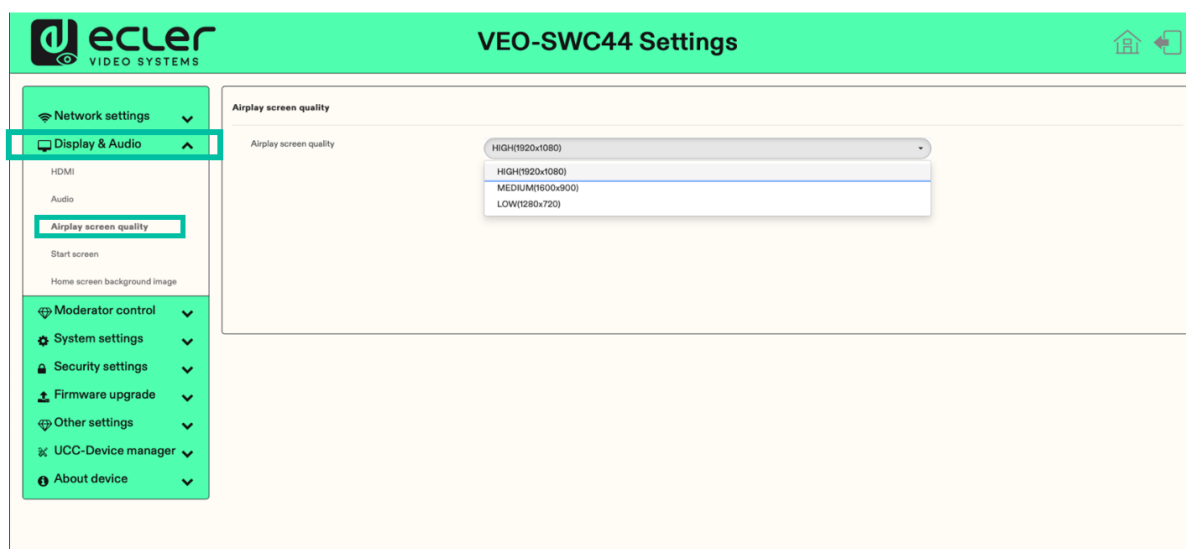 ecler
VIDEO SYSTEMS
VEO-SWC44 Settings
Network settings
Display & Audio
HDMI
Audio
Airplay screen quality
Start screen
Home screen background image
Moderator control
System settings
Security settings
Firmware upgrade
Other settings
UCC-Device manager
About device
Airplay screen quality
Airplay screen quality
HIGH(1920x1080)
HIGH(1920x1080)
MEDIUM(1600x900)
LOW(1280x720)